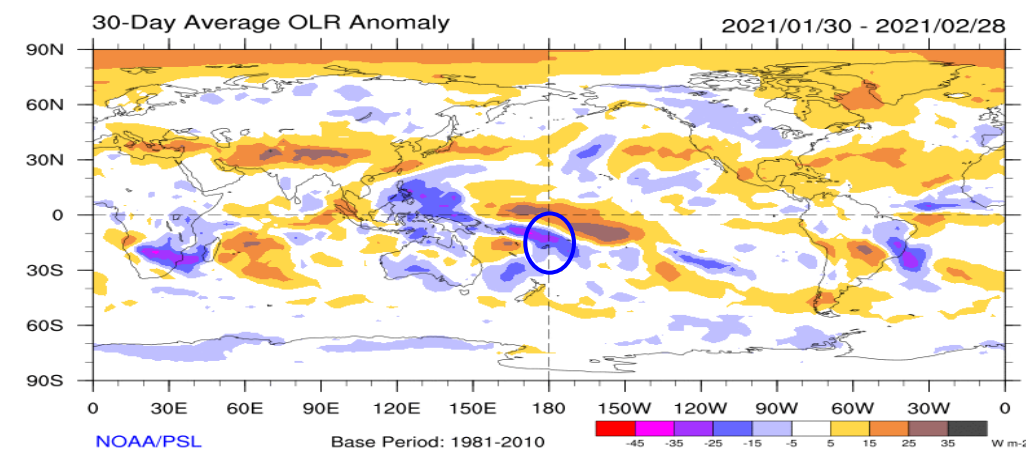 30-Day Average OLR Anomaly 2021/01/30 - 2021/02/28
90N
60N
30N
0
30S
60S
90S
0 30E 60E 90E 120E 150E 180 150W 120W 90W 60W 30W 0
NOAA/PSL Base Period: 1981-2010
-45 -35 -25 -15 -5 5 15 25 35 W m-2